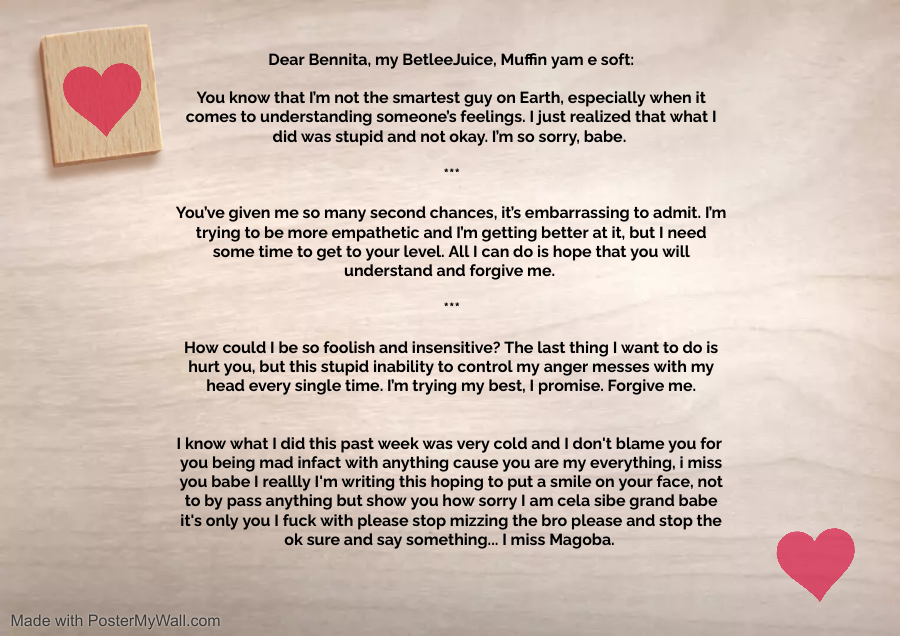 Dear Bennita, my BetleeJuice, Muffin yam e soft:
You know that I'm not the smartest guy on Earth, especially when it
comes to understanding someone's feelings. I just realized that what I
did was stupid and not okay. I'm so sorry, babe.
***
You've given me so many second chances, it's embarrassing to admit. I'm
trying to be more empathetic and I'm getting better at it, but I need
some time to get to your level. All I can do is hope that you will
understand and forgive me.
***
How could I be so foolish and insensitive? The last thing I want to do is
hurt you, but this stupid inability to control my anger messes with my
head every single time. I'm trying my best, I promise. Forgive me.
I know what I did this past week was very cold and I don't blame you for
you being mad infact with anything cause you are my everything, i miss
you babe I reallly I'm writing this hoping to put a smile on your face, not
to by pass anything but show you how sorry I am cela sibe grand babe
it's only you I fuck with please stop mizzing the bro please and stop the
ok sure and say something... I miss Magoba.
Made with PosterMyWall.com